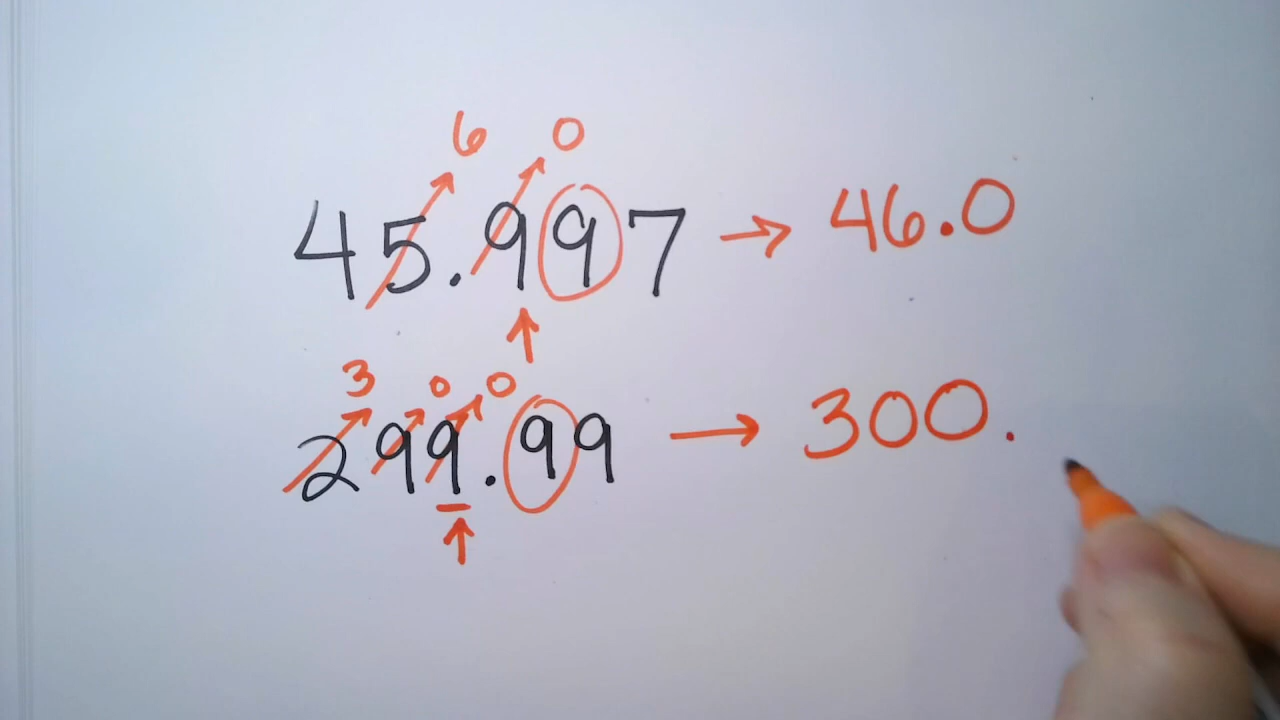 6 0
45.997 → 46.0
3 0 0
299.99 → 300.